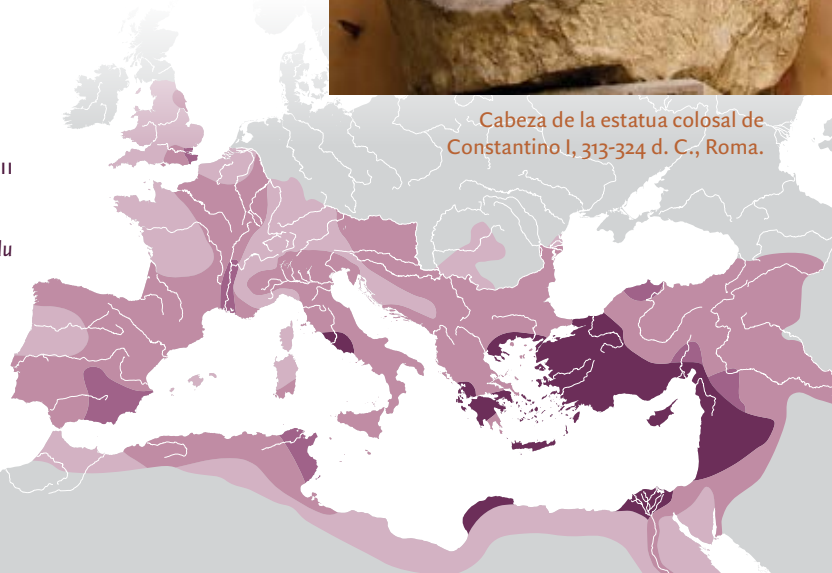 Cabeza de la estatua colosal de
Constantino I, 313-324 d. C., Roma.